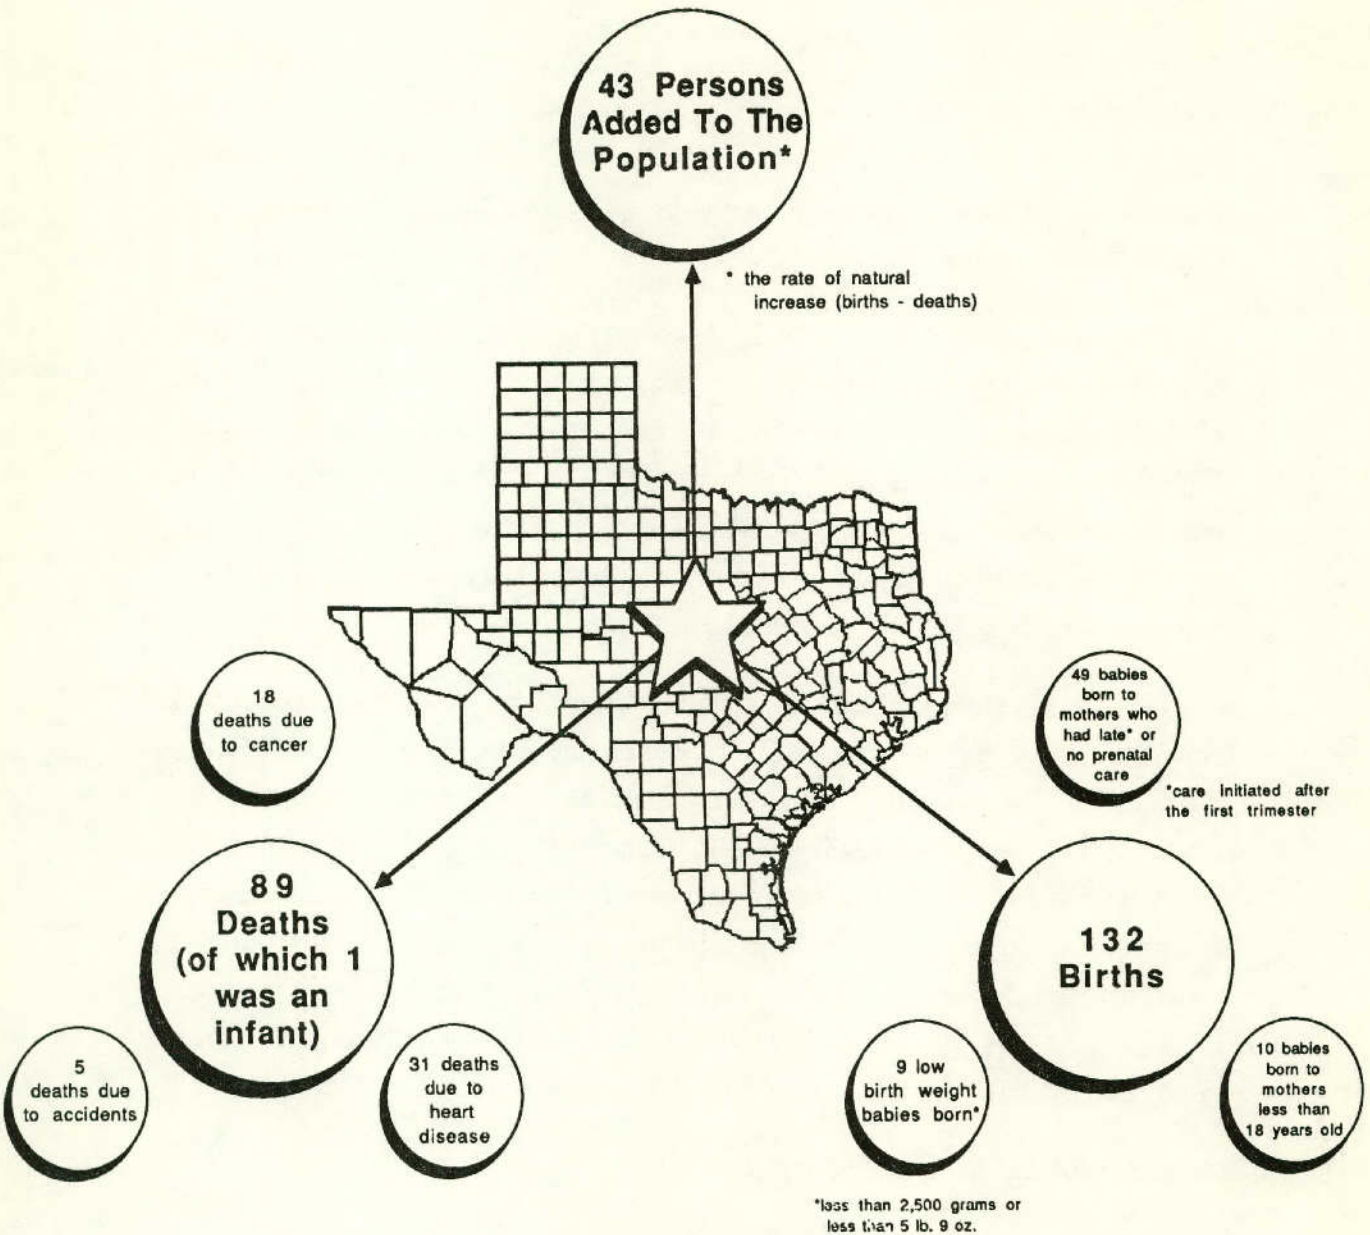 43 Persons
Added To The
Population*
* the rate of natural
increase (births - deaths)
18
deaths due
to cancer
49 babies
born to
mothers who
had late* or
no prenatal
care
*care initiated after
the first trimester
89
Deaths
(of which 1
was an
infant)
132
Births
5
deaths due
to accidents
31 deaths
due to
heart
disease
9 low
birth weight
babies born*
10 babies
born to
mothers
less than
18 years old
*less than 2,500 grams or
less than 5 lb. 9 oz.